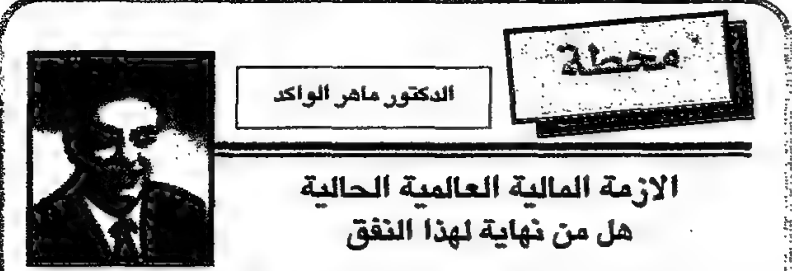 محطة
الدكتور ماهر الواكد
الازمة المالية العالمية الحالية
هل من نهاية لهذا النفق